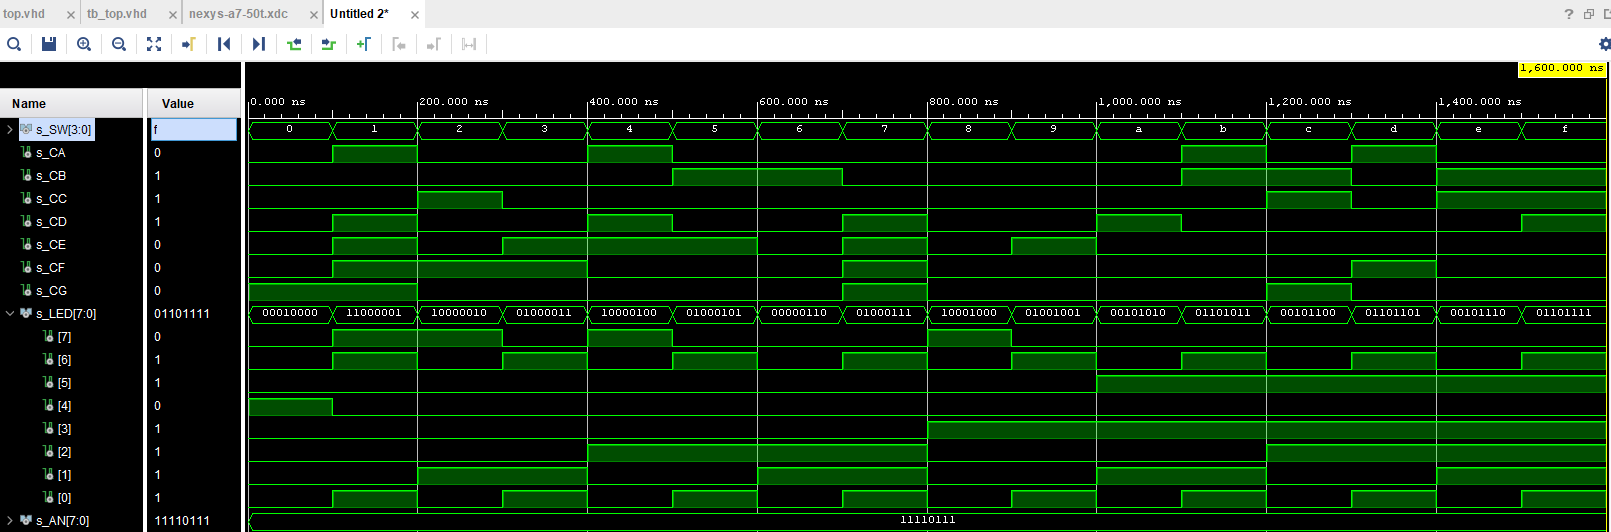 top.vhd × tb_top.vhd × nexys-a7-50t.xdc × Untitled 2* ×
?
1,600.000 ns
Name Value
0.000 ns 200.000 ns 400.000 ns 600.000 ns 800.000 ns 1,000.000 ns 1,200.000 ns 1,400.000 ns
s_SW[3:0] f 0 1 2 3 4 5 6 7 8 9 a b c d e f
s_CA 0
s_CB 1
s_CC 1
s_CD 1
s_CE 0
s_CF 0
s_CG 0
s_LED[7:0] 01101111 00010000 11000001 10000010 01000011 10000100 01000101 00000110 01000111 10001000 01001001 00101010 01101011 00101100 01101101 00101110 01101111
[7] 0
[6] 1
[5] 1
[4] 0
[3] 1
[2] 1
[1] 1
[0] 1
s_AN[7:0] 11110111 11110111